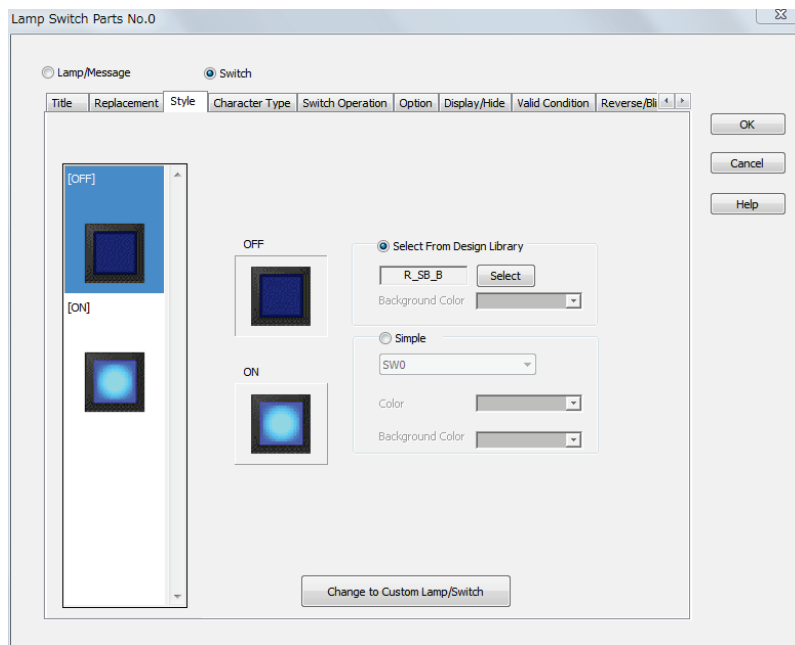 Lamp Switch Parts No.0
Lamp/Message Switch
Title Replacement Style Character Type Switch Operation Option Display/Hide Valid Condition Reverse/Bli
OK
Cancel
Help
[OFF]
[ON]
OFF
ON
Select From Design Library
R_SB_B Select
Background Color
Simple
SW0
Color
Background Color
Change to Custom Lamp/Switch